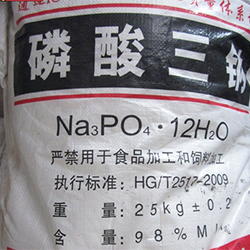 磷酸三钠
Na₃PO₄·12H₂O
严禁用于食品加工和饲料加工
执行标准：HG/T2517-2009
重量：25kg±0.2
含量：98%MIN